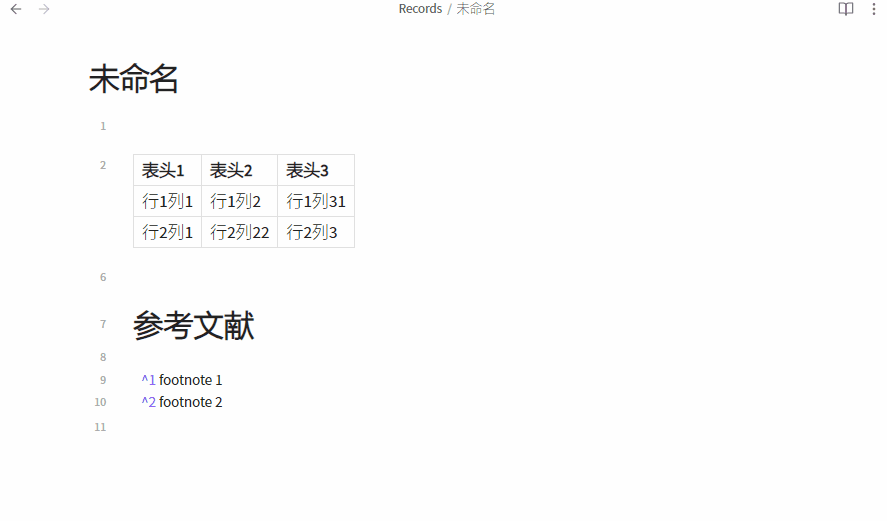 Records / 未命名
未命名
1
2
表头1 表头2 表头3
行1列1 行1列2 行1列31
行2列1 行2列22 行2列3
6
7 参考文献
8
9 ^1 footnote 1
10 ^2 footnote 2
11